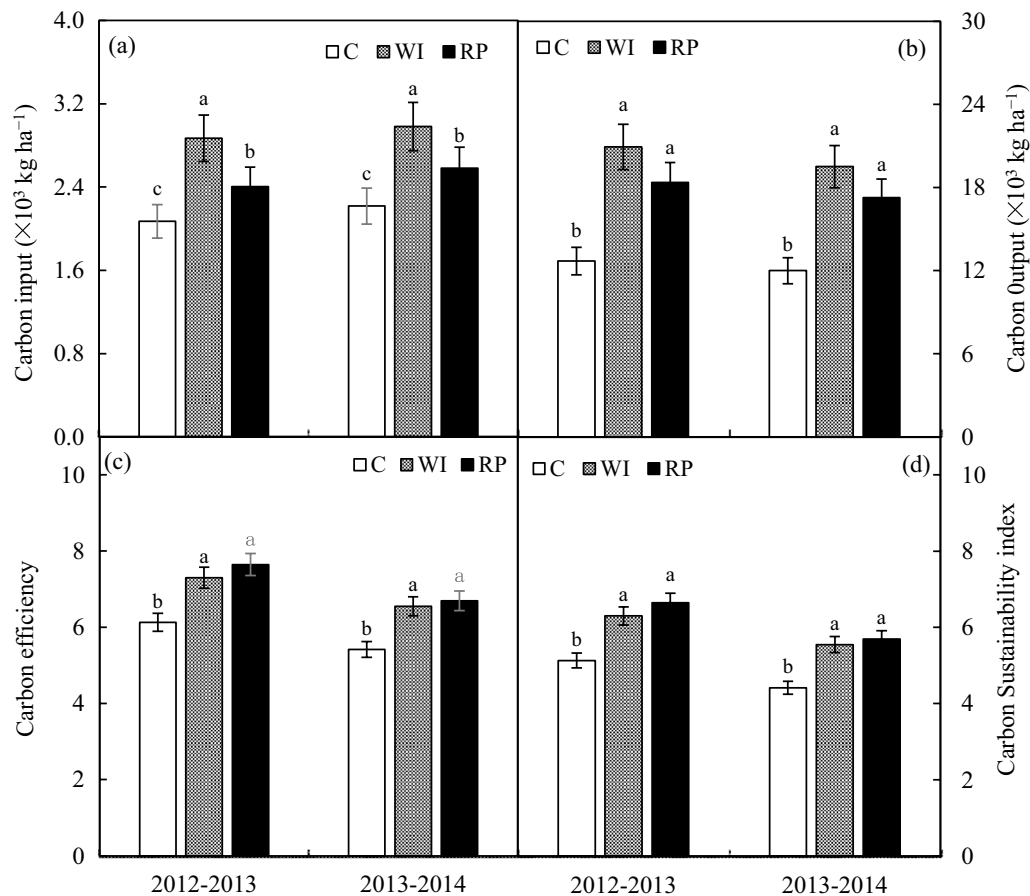 4.0
3.2
2.4
1.6
0.8
0.0
Carbon input (×10³ kg ha⁻¹)
(a)
C WI RP
c
a
b
c
a
b
(b)
C WI RP
b
a
a
b
a
a
30
24
18
12
6
0
Carbon 0utput (×10³ kg ha⁻¹)
10
8
6
4
2
0
Carbon efficiency
(c)
C WI RP
b
a
a
b
a
a
2012-2013
2013-2014
(d)
C WI RP
b
a
a
b
a
a
2012-2013
2013-2014
10
8
6
4
2
0
Carbon Sustainability index